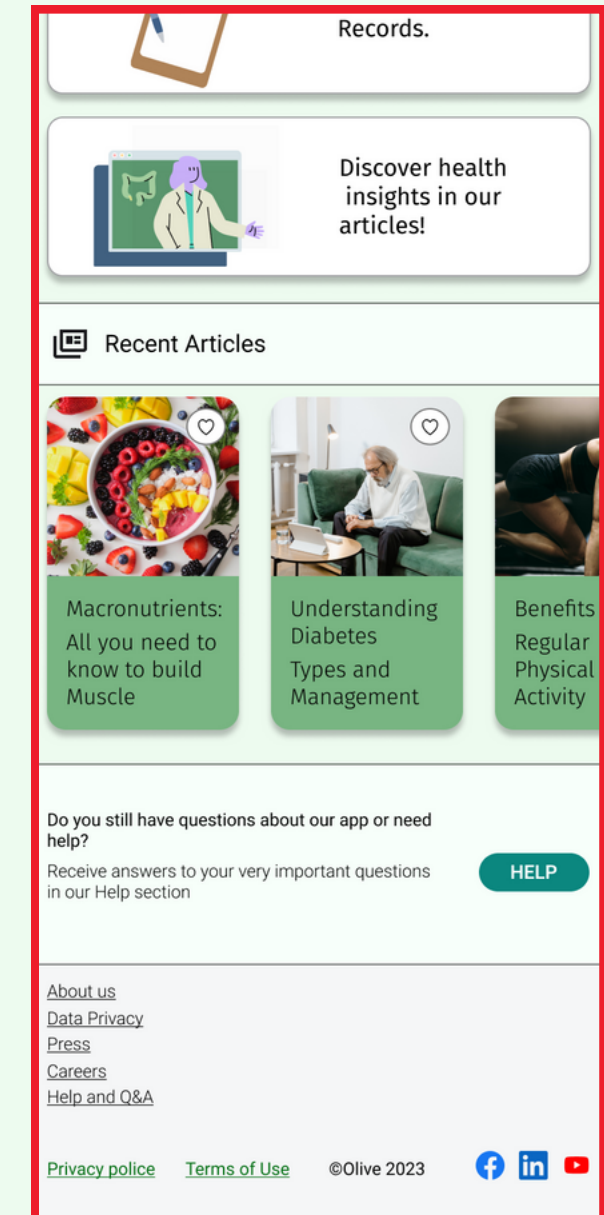 Records.
Discover health
insights in our
articles!
Recent Articles
Macronutrients:
All you need to
know to build
Muscle
Understanding
Diabetes
Types and
Management
Benefits
Regular
Physical
Activity
Do you still have questions about our app or need
help?
Receive answers to your very important questions
in our Help section
HELP
About us
Data Privacy
Press
Careers
Help and Q&A
Privacy police Terms of Use ©Olive 2023
in